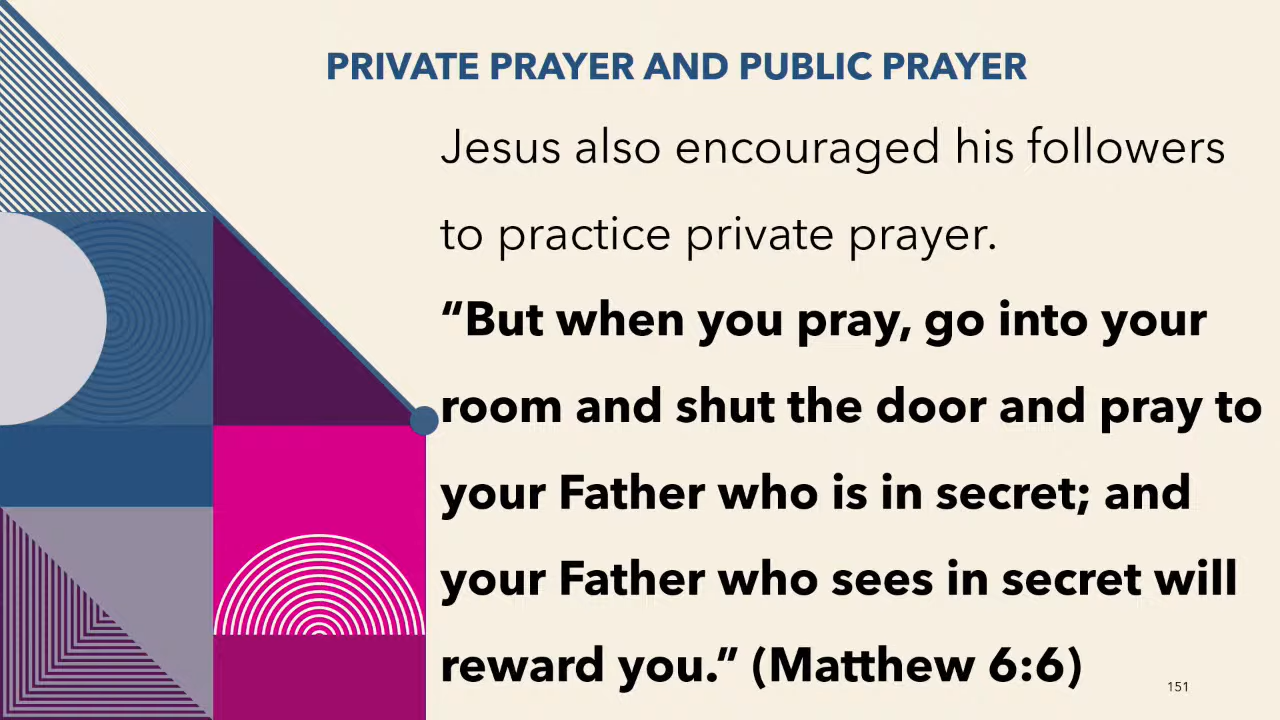 PRIVATE PRAYER AND PUBLIC PRAYER
Jesus also encouraged his followers
to practice private prayer.
“But when you pray, go into your
room and shut the door and pray to
your Father who is in secret; and
your Father who sees in secret will
reward you.” (Matthew 6:6)
151